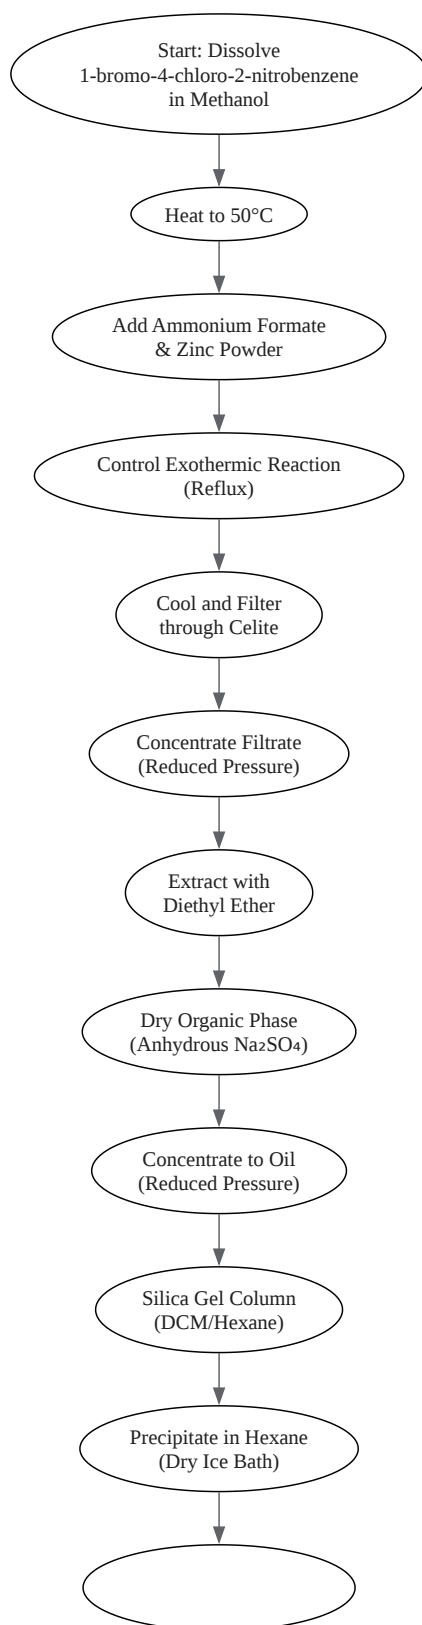 Start: Dissolve
1-bromo-4-chloro-2-nitrobenzene
in Methanol
Heat to 50°C
Add Ammonium Formate
& Zinc Powder
Control Exothermic Reaction
(Reflux)
Cool and Filter
through Celite
Concentrate Filtrate
(Reduced Pressure)
Extract with
Diethyl Ether
Dry Organic Phase
(Anhydrous Na₂SO₄)
Concentrate to Oil
(Reduced Pressure)
Silica Gel Column
(DCM/Hexane)
Precipitate in Hexane
(Dry Ice Bath)